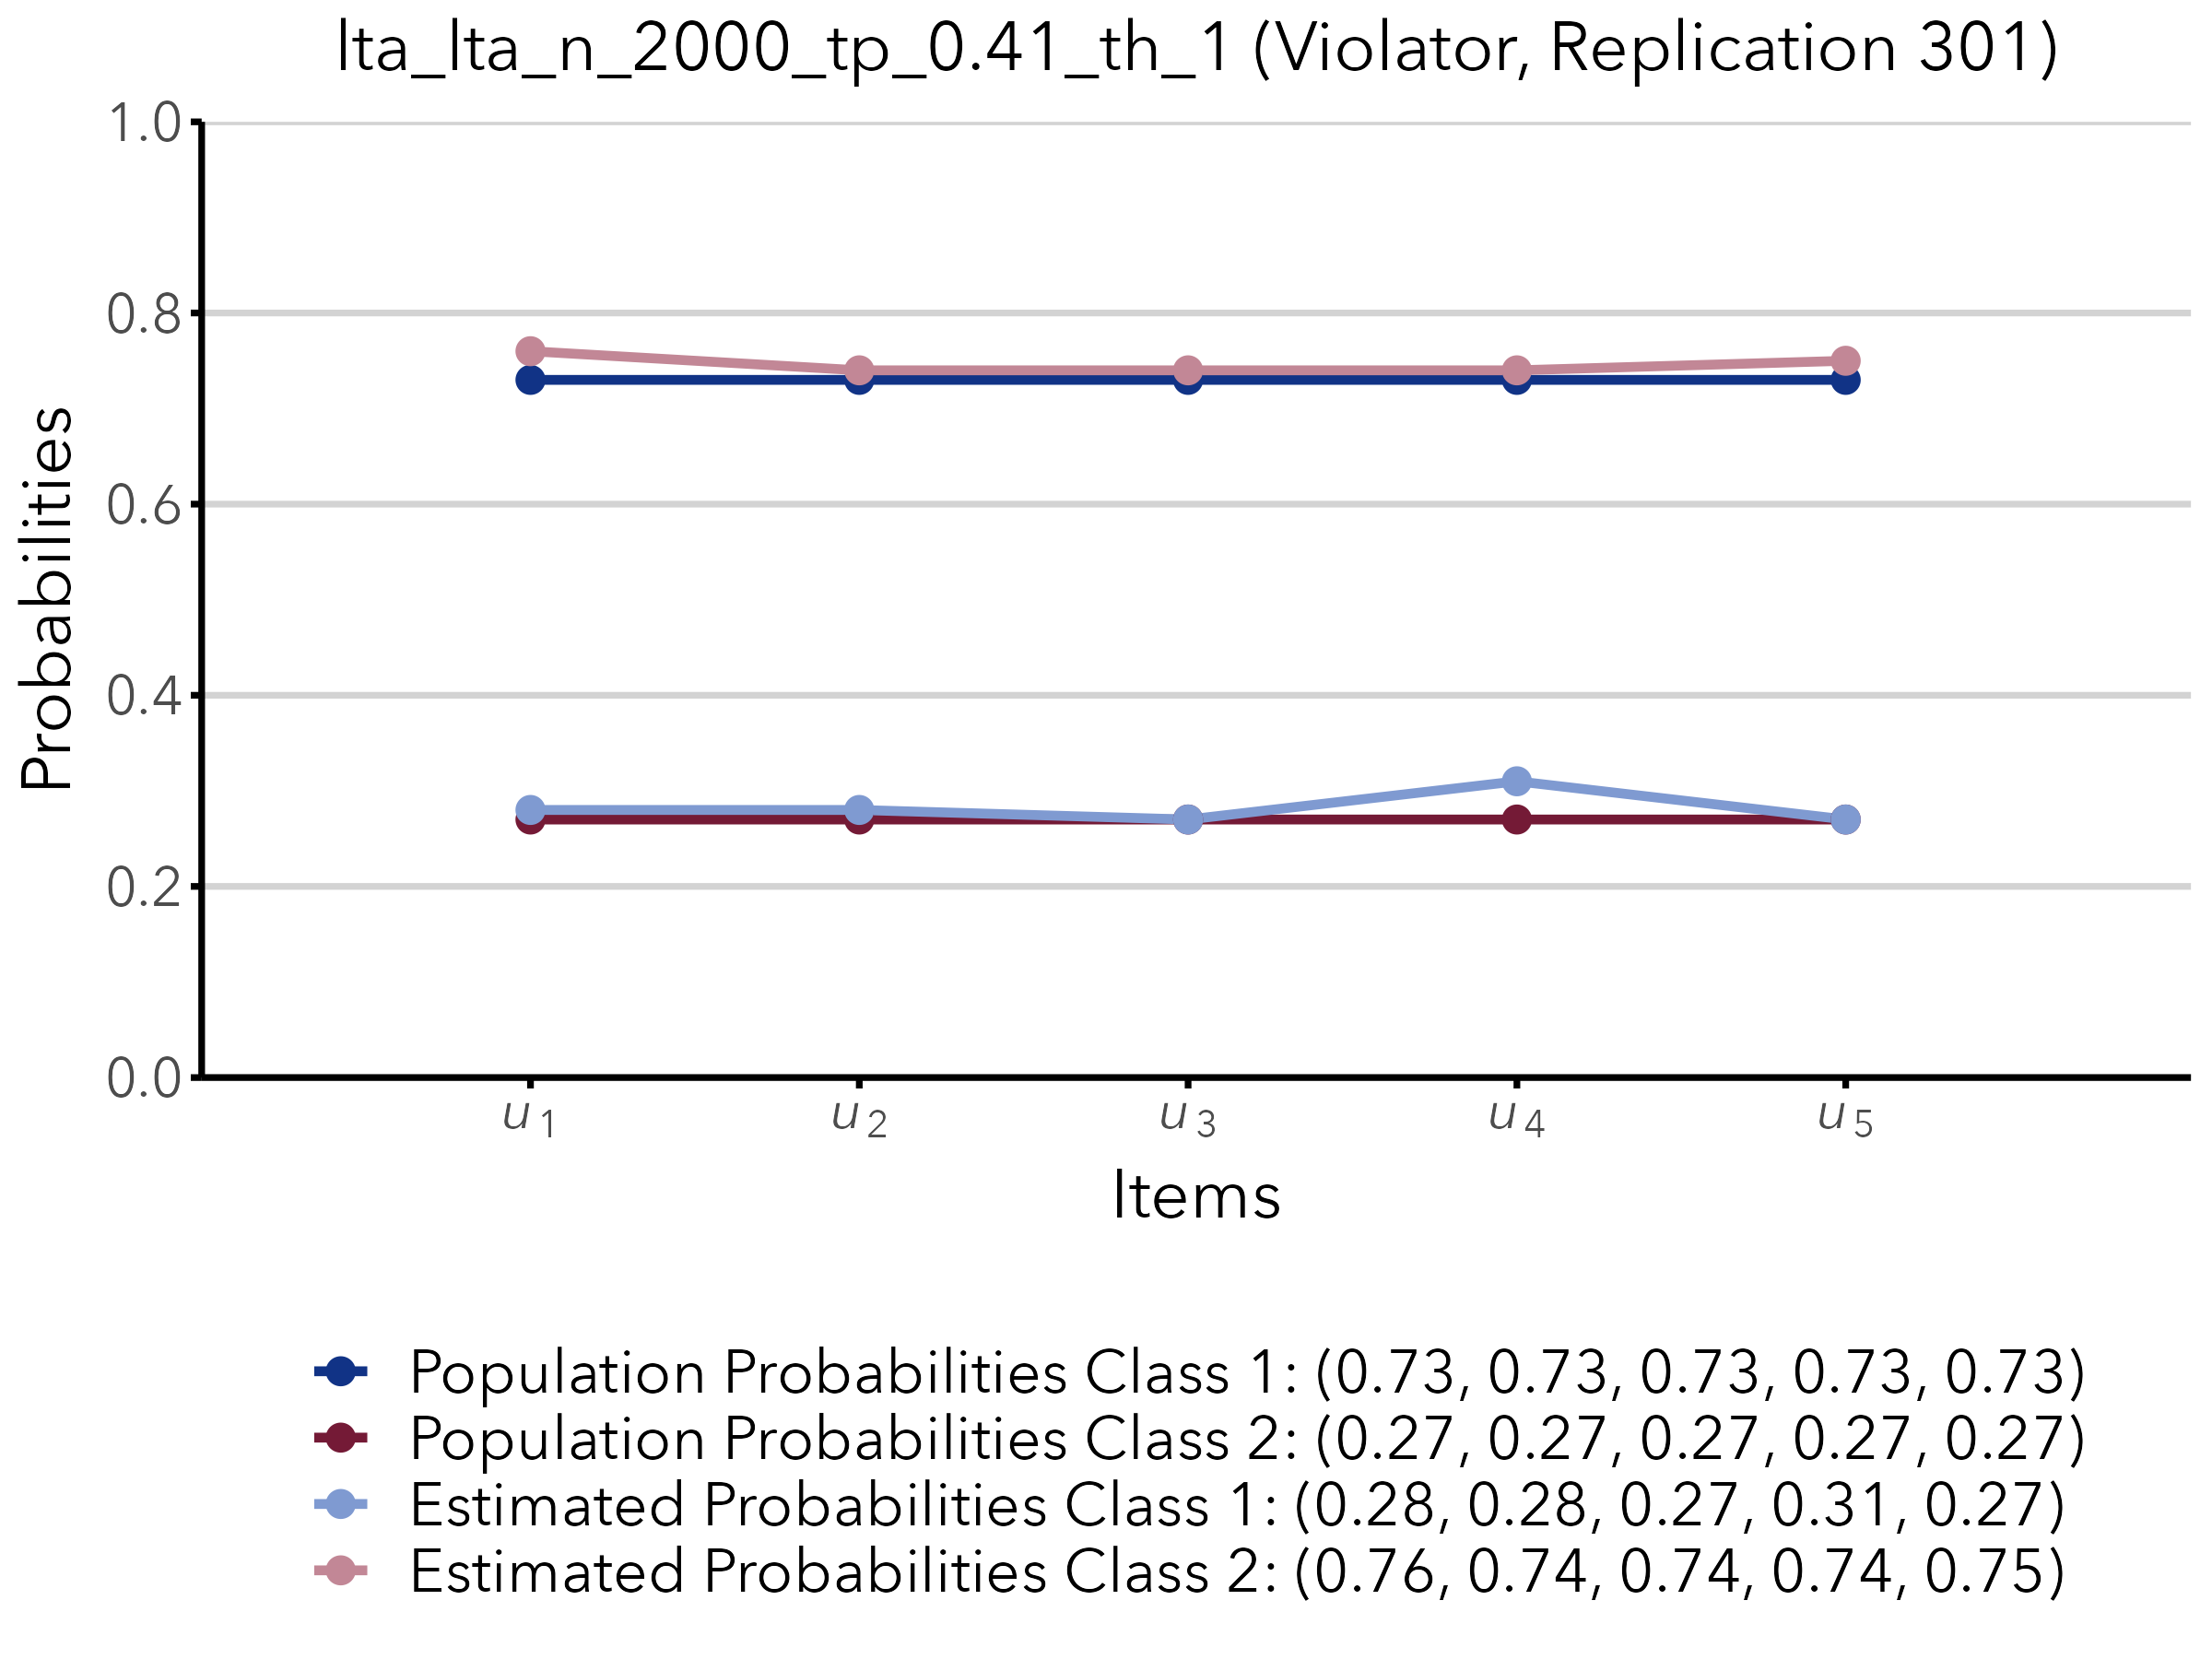 lta_lta_n_2000_tp_0.41_th_1 (Violator, Replication 301)
1.0
0.8
0.6
0.4
0.2
0.0
Probabilities
u1 u2 u3 u4 u5
Items
Population Probabilities Class 1: (0.73, 0.73, 0.73, 0.73, 0.73)
Population Probabilities Class 2: (0.27, 0.27, 0.27, 0.27, 0.27)
Estimated Probabilities Class 1: (0.28, 0.28, 0.27, 0.31, 0.27)
Estimated Probabilities Class 2: (0.76, 0.74, 0.74, 0.74, 0.75)